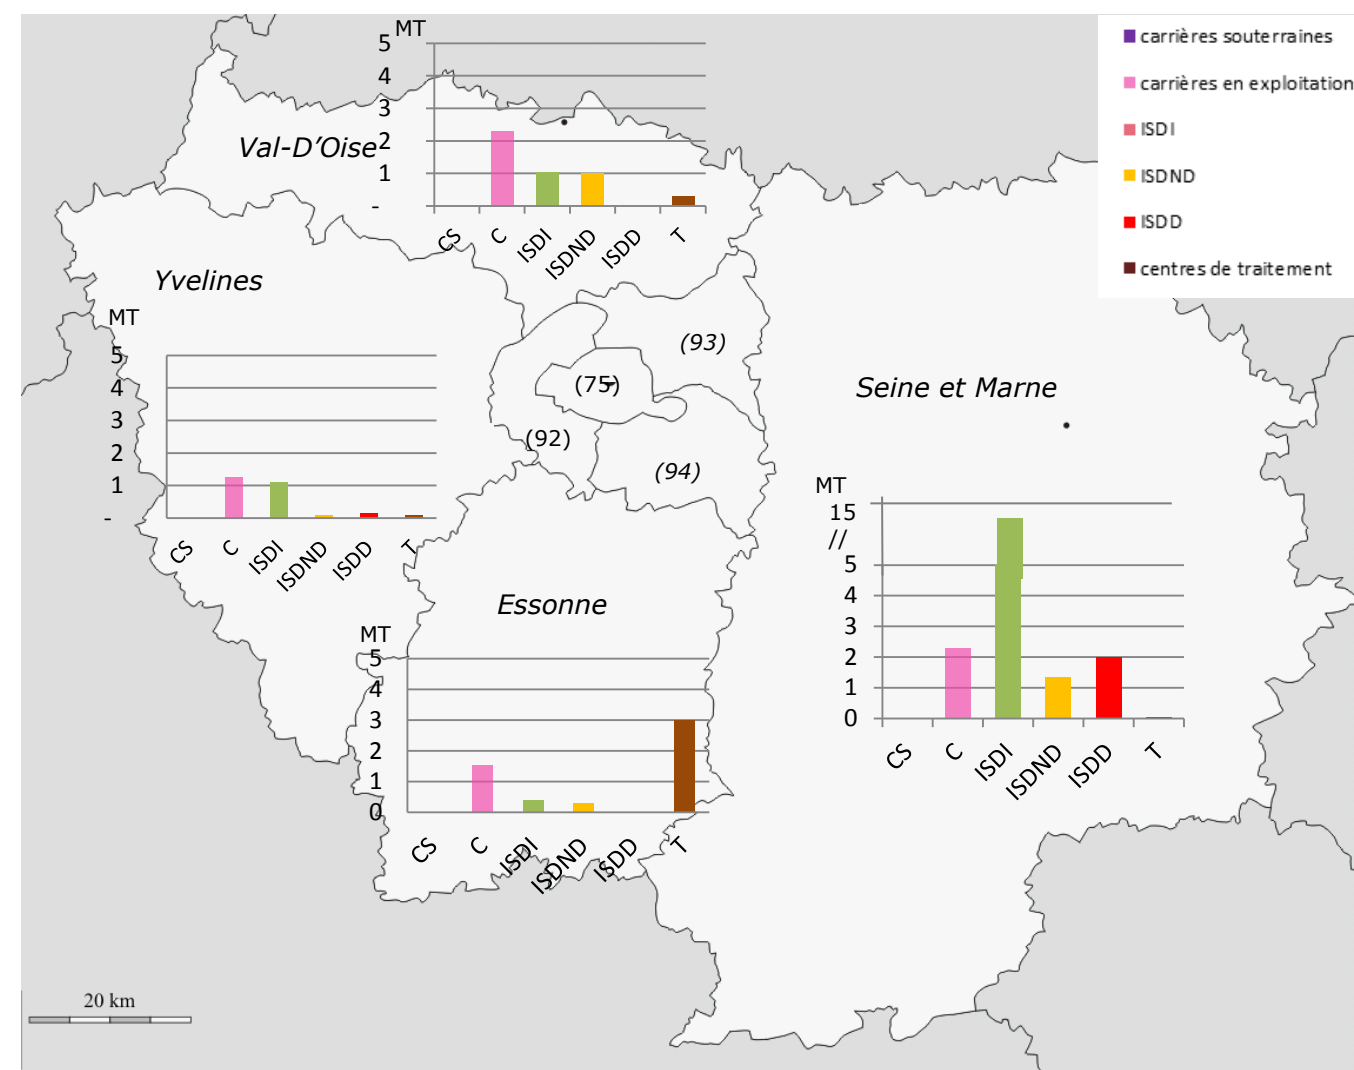 carrières souterraines
carrières en exploitation
ISDI
ISDND
ISDD
centres de traitement
Val-D'Oise
MT
5
4
3
2
1
-
CS
C
ISDI
ISDND
ISDD
T
Yvelines
MT
5
4
3
2
1
-
CS
C
ISDI
ISDND
ISDD
T
(93)
(75)
(92)
(94)
Seine et Marne
MT
15
//
5
4
3
2
1
0
CS
C
ISDI
ISDND
ISDD
T
Essonne
MT
5
4
3
2
1
0
CS
C
ISDI
ISDND
ISDD
T
20 km